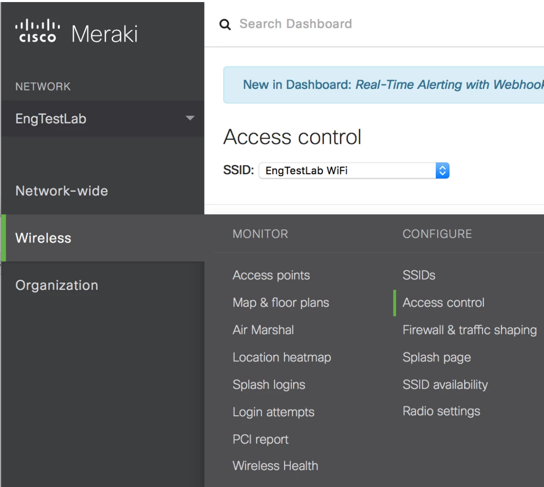 cisco Meraki
Search Dashboard
NETWORK
EngTestLab
New in Dashboard: Real-Time Alerting with Webhook
Access control
SSID: EngTestLab WiFi
Network-wide
Wireless
Organization
MONITOR
Access points
Map & floor plans
Air Marshal
Location heatmap
Splash logins
Login attempts
PCI report
Wireless Health
CONFIGURE
SSIDs
Access control
Firewall & traffic shaping
Splash page
SSID availability
Radio settings